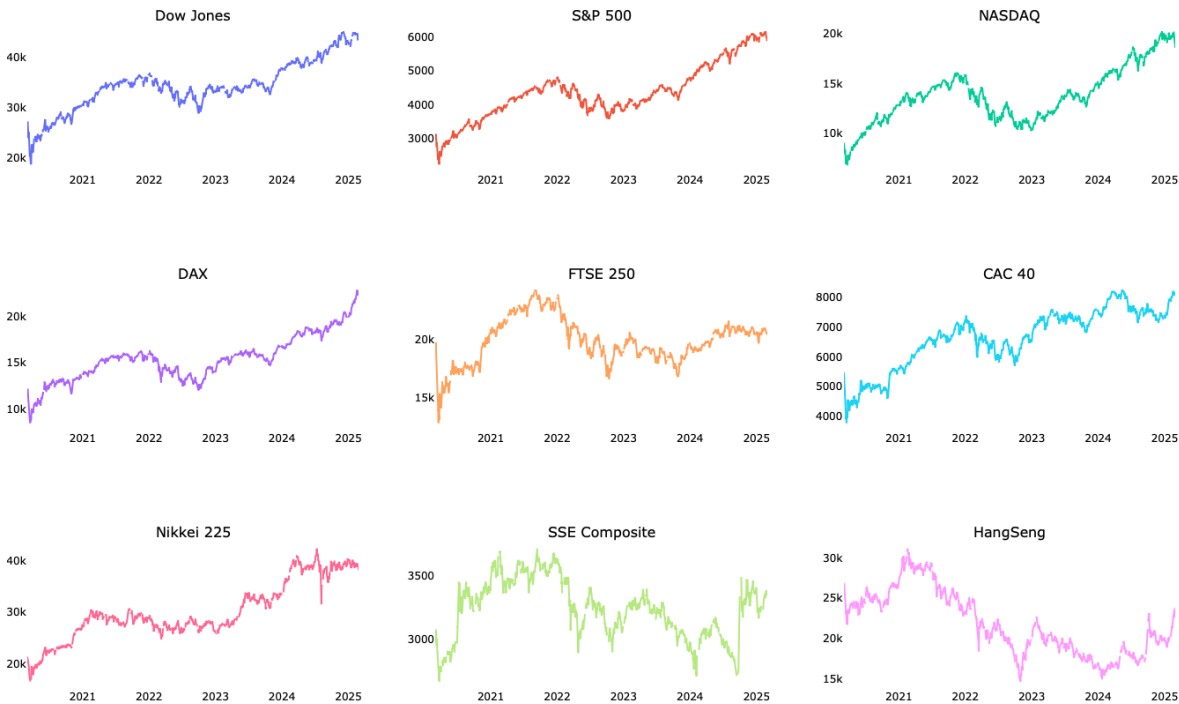 Dow Jones
40k
30k
20k
2021 2022 2023 2024 2025
S&P 500
6000
5000
4000
3000
2021 2022 2023 2024 2025
NASDAQ
20k
15k
10k
2021 2022 2023 2024 2025
DAX
20k
15k
10k
2021 2022 2023 2024 2025
FTSE 250
20k
15k
2021 2022 2023 2024 2025
CAC 40
8000
7000
6000
5000
4000
2021 2022 2023 2024 2025
Nikkei 225
40k
30k
20k
2021 2022 2023 2024 2025
SSE Composite
3500
3000
2021 2022 2023 2024 2025
HangSeng
30k
25k
20k
15k
2021 2022 2023 2024 2025